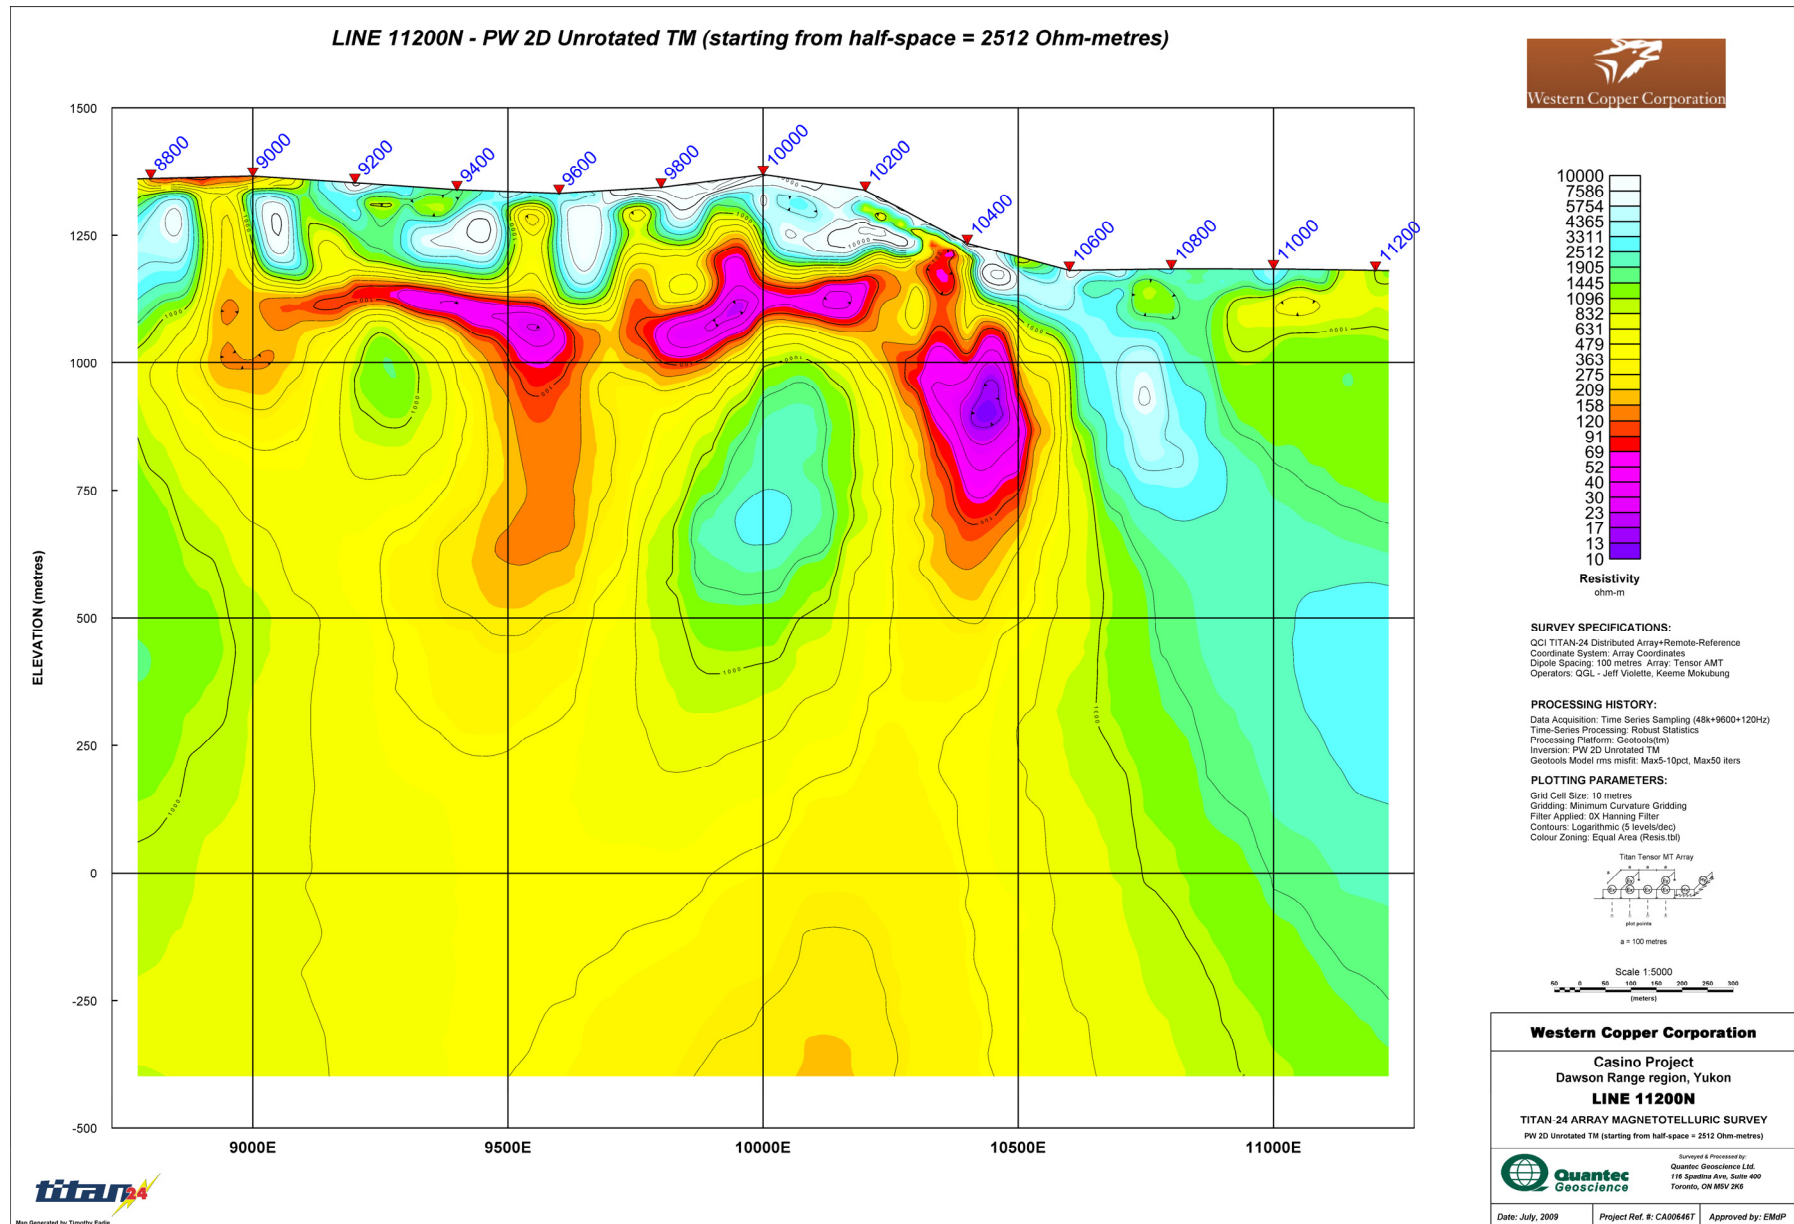 LINE 11200N - PW 2D Unrotated TM (starting from half-space = 2512 Ohm-metres)
Western Copper Corporation
8800 9000 9200 9400 9600 9800 10000 10200 10400 10600 10800 11000 11200
ELEVATION (metres)
1500
1250
1000
750
500
250
0
-250
-500
9000E 9500E 10000E 10500E 11000E
10000
7586
5754
4365
3311
2512
1905
1445
1096
832
631
479
363
275
209
158
120
91
69
52
40
30
23
17
13
10
Resistivity
ohm-m
SURVEY SPECIFICATIONS:
QCI TITAN-24 Distributed Array+Remote-Reference
Coordinate System: Array Coordinates
Dipole Spacing: 100 metres Array: Tensor AMT
Operators: QGL - Jeff Violette, Keeme Mokubung
PROCESSING HISTORY:
Data Acquisition: Time Series Sampling (48k+9600+120Hz)
Time-Series Processing: Robust Statistics
Processing Platform: Geotools(tm)
Inversion: PW 2D Unrotated TM
Geotools Model rms misfit: Max5-10pct, Max50 iters
PLOTTING PARAMETERS:
Grid Cell Size: 10 metres
Gridding: Minimum Curvature Gridding
Filter Applied: 0X Hanning Filter
Contours: Logarithmic (5 levels/dec)
Colour Zoning: Equal Area (Resis.tbl)
Titan Tensor MT Array
plot points
a = 100 metres
Scale 1:5000
50 0 50 100 150 200 250 300
(meters)
Western Copper Corporation
Casino Project
Dawson Range region, Yukon
LINE 11200N
TITAN-24 ARRAY MAGNETOTELLURIC SURVEY
PW 2D Unrotated TM (starting from half-space = 2512 Ohm-metres)
Quantec
Geoscience
Surveyed & Processed by:
Quantec Geoscience Ltd.
116 Spadina Ave, Suite 400
Toronto, ON M5V 2K6
Date: July, 2009 Project Ref. #: CA00646T Approved by: EMdP
titan24
Map Generated by Timothy Eadie